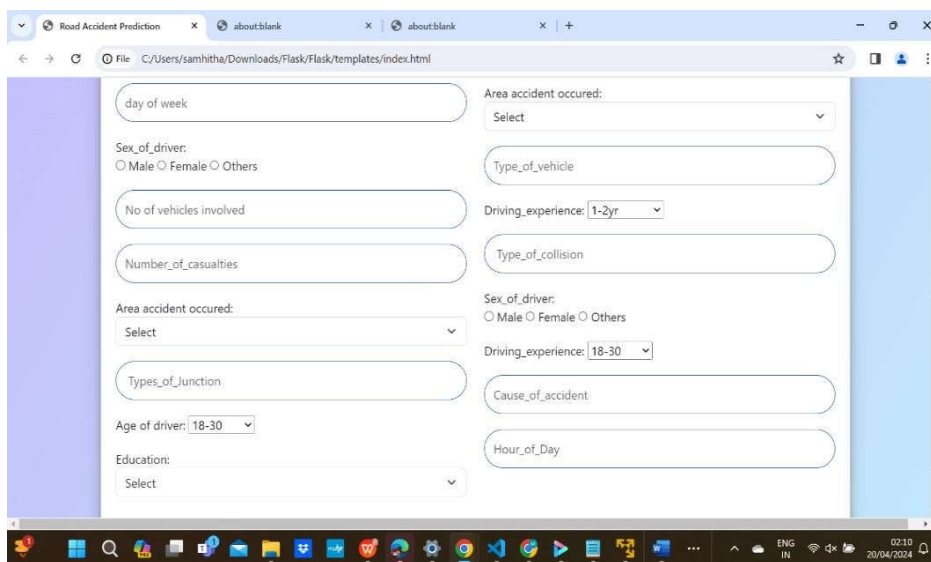 Road Accident Prediction
about:blank
about:blank
File C:/Users/samhitha/Downloads/Flask/Flask/templates/index.html
day of week
Sex_of_driver:
Male Female Others
No of vehicles involved
Number_of_casualties
Area accident occured:
Select
Types_of_Junction
Age of driver: 18-30
Education:
Select
Area accident occured:
Select
Type_of_vehicle
Driving_experience: 1-2yr
Type_of_collision
Sex_of_driver:
Male Female Others
Driving_experience: 18-30
Cause_of_accident
Hour_of_Day
ENG
IN
02:10
20/04/2024